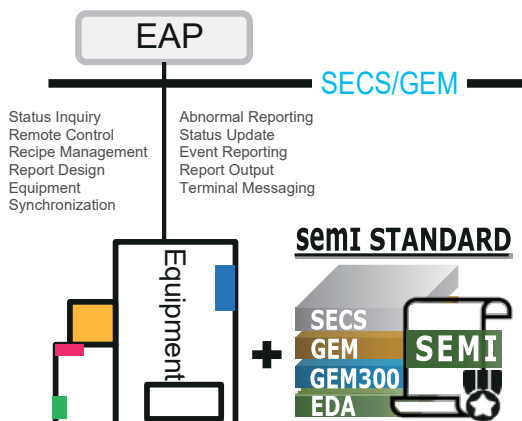 EAP
SECS/GEM
Status Inquiry
Remote Control
Recipe Management
Report Design
Equipment
Synchronization
Abnormal Reporting
Status Update
Event Reporting
Report Output
Terminal Messaging
Equipment
semI STANDARD
SECS
GEM
GEM300
EDA
SEMI